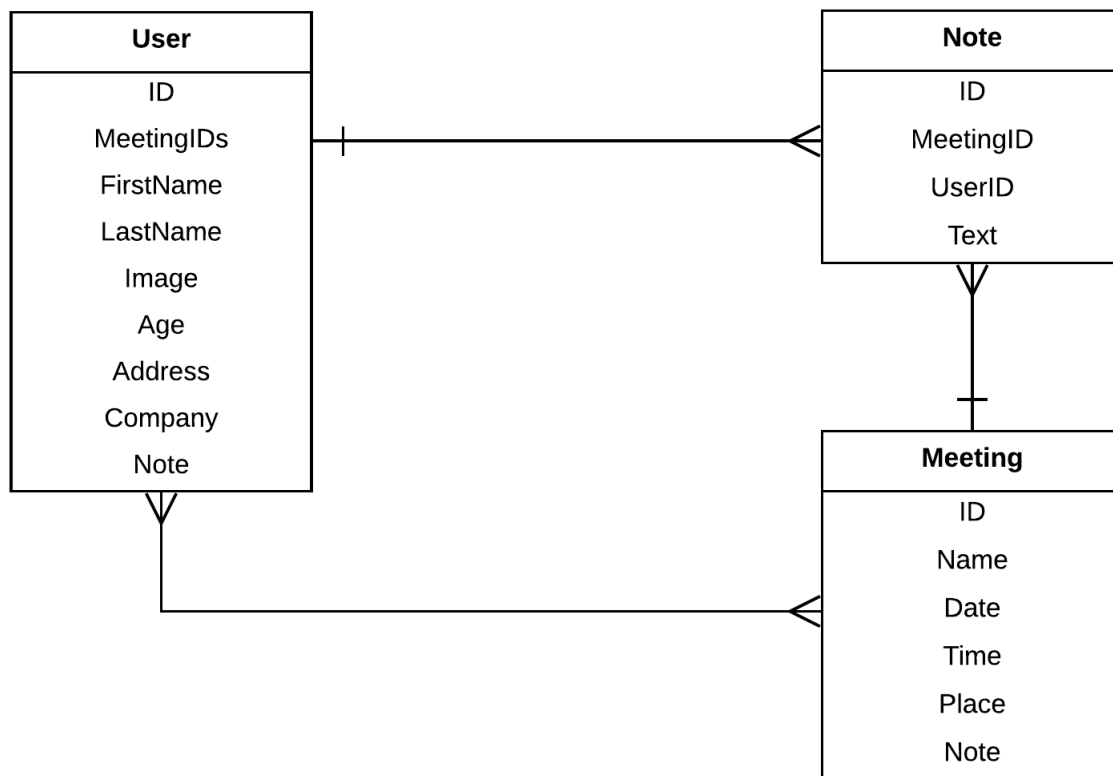 User
ID
MeetingIDs
FirstName
LastName
Image
Age
Address
Company
Note
Note
ID
MeetingID
UserID
Text
Meeting
ID
Name
Date
Time
Place
Note